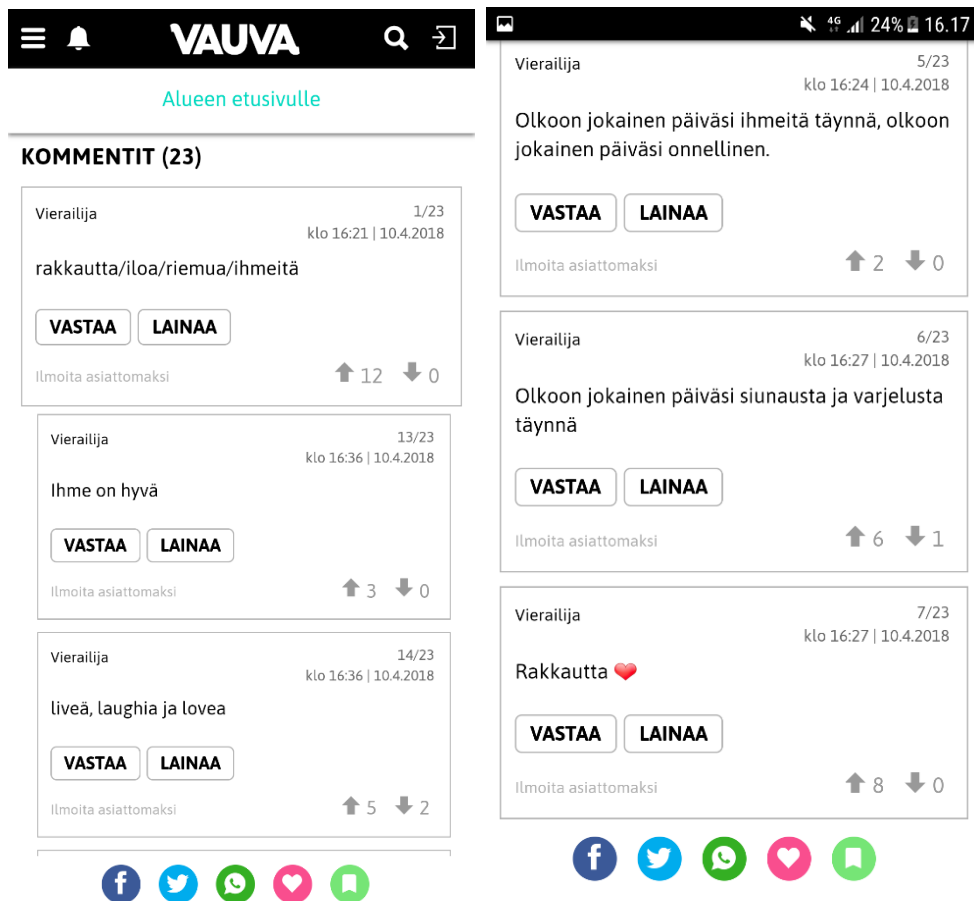 VAUVA
Alueen etusivulle
KOMMENTIT (23)
Vierailija
1/23
klo 16:21 | 10.4.2018
rakkautta/iloa/riemua/ihmeitä
VASTAA LAINAA
Ilmoita asiattomaksi
12 0
Vierailija
13/23
klo 16:36 | 10.4.2018
Ihme on hyvä
VASTAA LAINAA
Ilmoita asiattomaksi
3 0
Vierailija
14/23
klo 16:36 | 10.4.2018
liveä, laughia ja lovea
VASTAA LAINAA
Ilmoita asiattomaksi
5 2
4G 24% 16.17
Vierailija
5/23
klo 16:24 | 10.4.2018
Olkoon jokainen päiväsi ihmeitä täynnä, olkoon
jokainen päiväsi onnellinen.
VASTAA LAINAA
Ilmoita asiattomaksi
2 0
Vierailija
6/23
klo 16:27 | 10.4.2018
Olkoon jokainen päiväsi siunausta ja varjelusta
täynnä
VASTAA LAINAA
Ilmoita asiattomaksi
6 1
Vierailija
7/23
klo 16:27 | 10.4.2018
Rakkautta ❤
VASTAA LAINAA
Ilmoita asiattomaksi
8 0